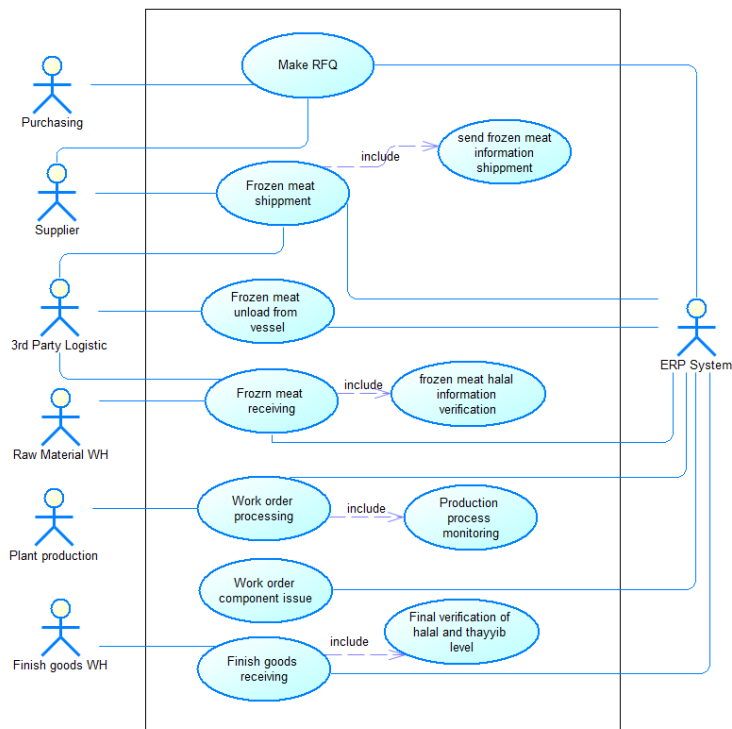 Make RFQ
Purchasing
include
send frozen meat
information
shippment
Frozen meat
shippment
Supplier
Frozen meat
unload from
vessel
3rd Party Logistic
ERP System
Frozrn meat
receiving
include
frozen meat halal
information
verification
Raw Material WH
Work order
processing
include
Production
process
monitoring
Plant production
Work order
component issue
Final verification of
halal and thayyib
level
include
Finish goods
receiving
Finish goods WH